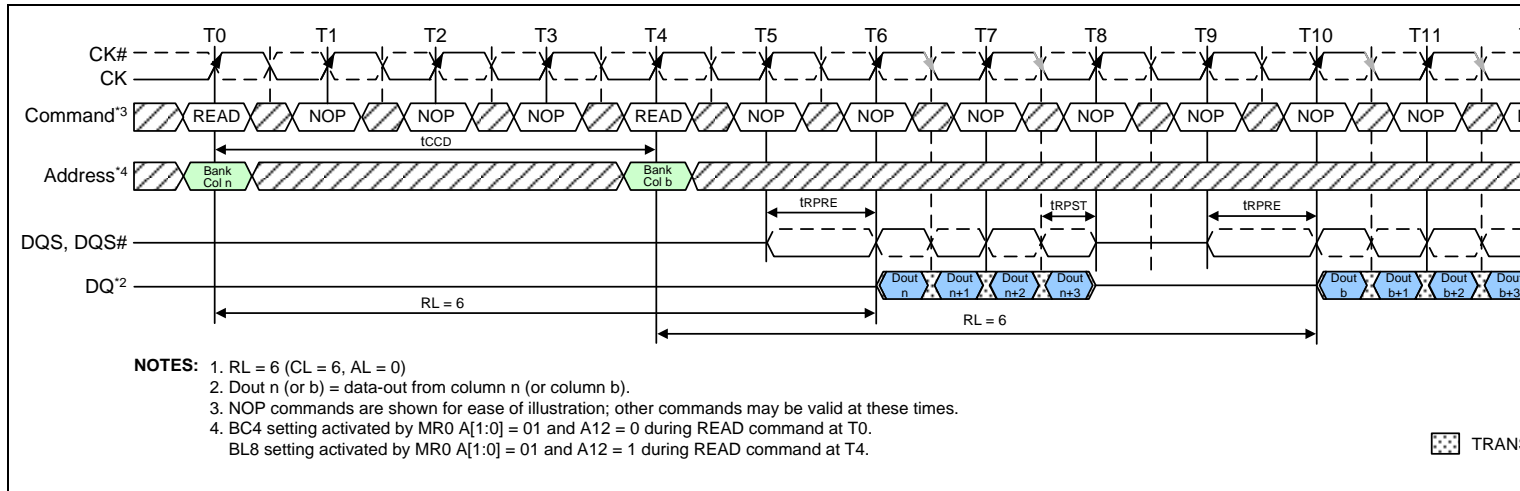 T0 T1 T2 T3 T4 T5 T6 T7 T8 T9 T10 T11
CK#
CK
Command*3 READ NOP NOP NOP READ NOP NOP NOP NOP NOP NOP NOP
tCCD
Address*4 Bank Col n Bank Col b
tRPRE tRPST tRPRE
DQS, DQS#
DQ*2 Dout n Dout n+1 Dout n+2 Dout n+3 Dout b Dout b+1 Dout b+2 Dout b+3
RL = 6
RL = 6
NOTES: 1. RL = 6 (CL = 6, AL = 0)
2. Dout n (or b) = data-out from column n (or column b).
3. NOP commands are shown for ease of illustration; other commands may be valid at these times.
4. BC4 setting activated by MR0 A[1:0] = 01 and A12 = 0 during READ command at T0.
BL8 setting activated by MR0 A[1:0] = 01 and A12 = 1 during READ command at T4.
TRANS